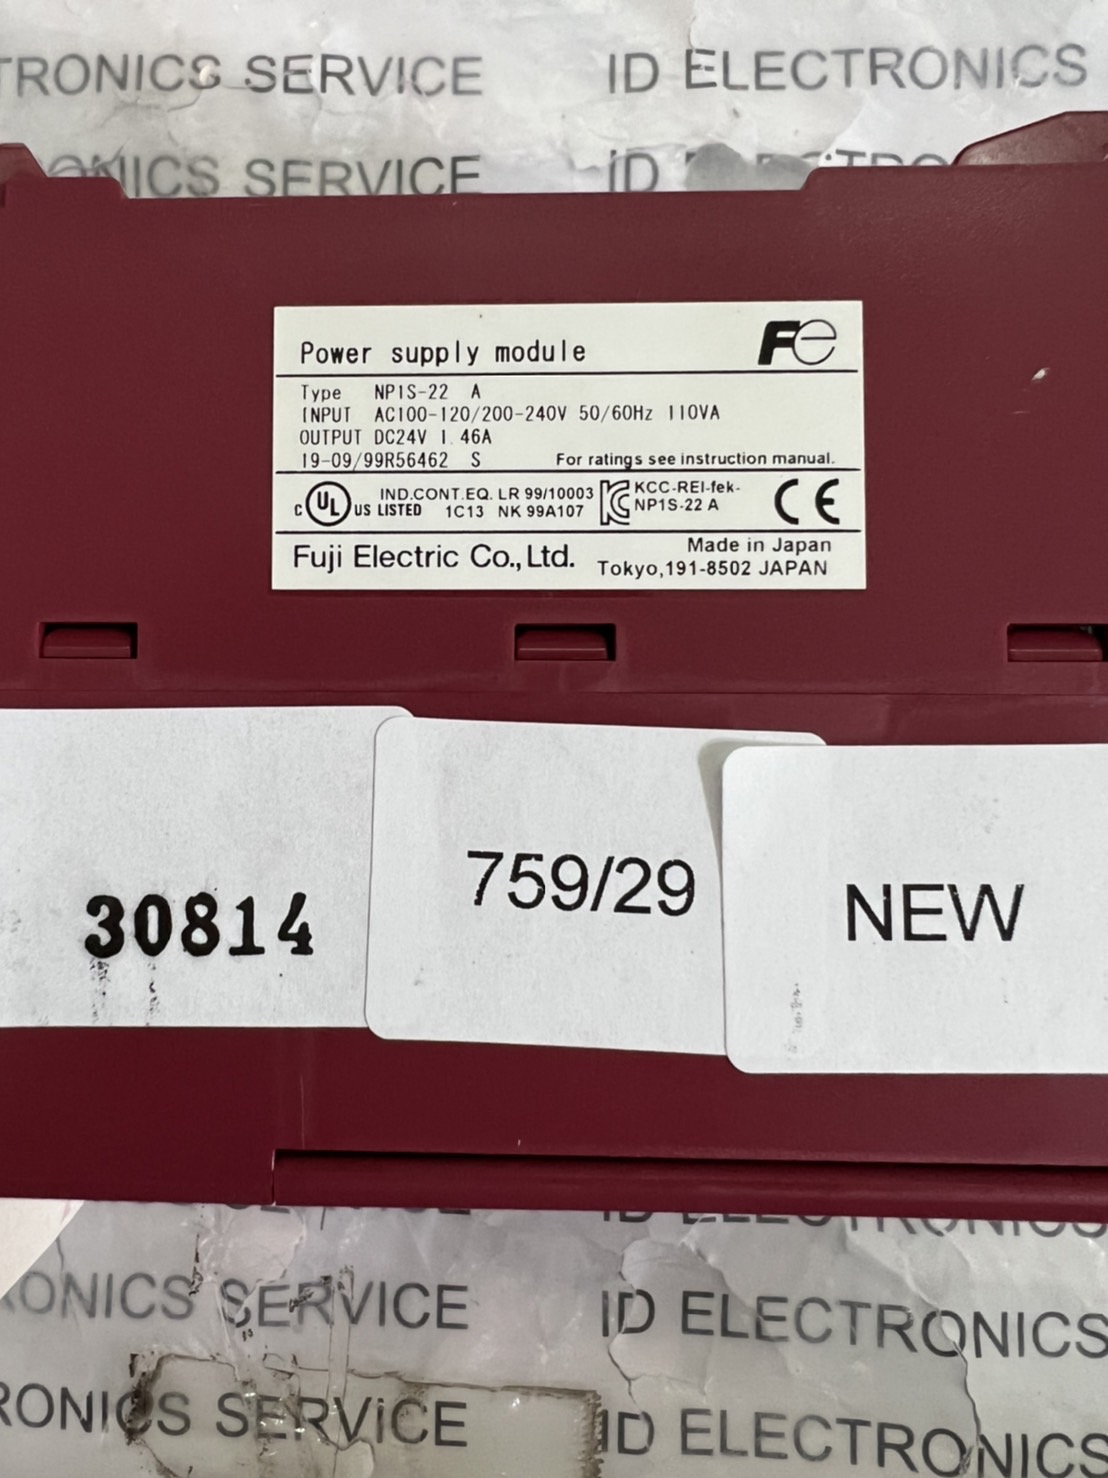 TRONICS SERVICE ID ELECTRONICS
ONICS SERVICE ID
Power supply module Fe
Type NP1S-22 A
INPUT AC100-120/200-240V 50/60Hz 110VA
OUTPUT DC24V 1.46A
19-09/99R56462 S For ratings see instruction manual.
C UL US LISTED IND.CONT.EQ. LR 99/10003 KCC-REI-fek-
1C13 NK 99A107 NP1S-22 A CE
Fuji Electric Co.,Ltd. Made in Japan
Tokyo,191-8502 JAPAN
30814
759/29
NEW
ONICS SERVICE ID ELECTRONICS
RONICS SERVICE ID ELECTRONICS